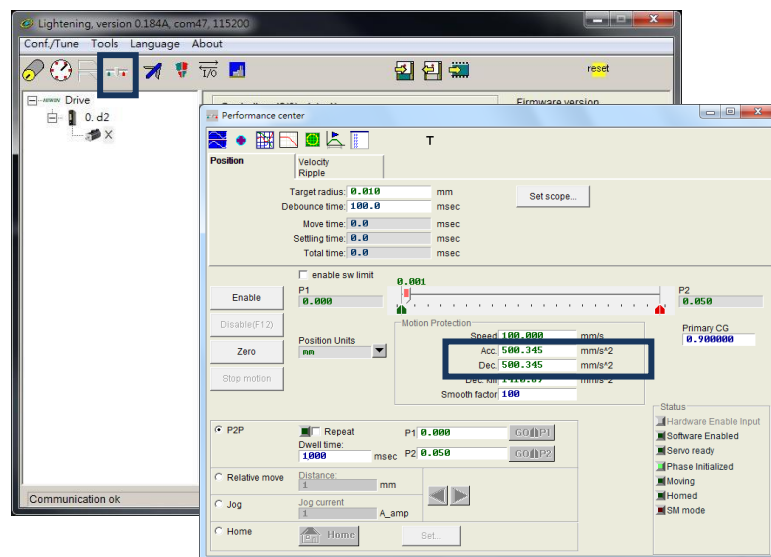 Lightening, version 0.184A, com47, 115200
Conf./Tune Tools Language About
I/O
reset
Drive
0. d2
X
Firmware version
Performance center
T
Position
Velocity
Ripple
Target radius: 0.010 mm
Set scope...
Debounce time: 100.0 msec
Move time: 0.0 msec
Settling time: 0.0 msec
Total time: 0.0 msec
enable sw limit
0.001
P1
P2
Enable
0.000
0.050
Disable(F12)
Motion Protection
Speed 100.000 mm/s
Primary CG
0.900000
Position Units
mm
Zero
Acc. 500.345 mm/s^2
Dec. 500.345 mm/s^2
Stop motion
Dec. kill mm/s^2
Smooth factor 100
Status
Hardware Enable Input
Software Enabled
Servo ready
Phase Initialized
Moving
Homed
SM mode
P2P
Repeat
P1 0.000
GO P1
Dwell time:
1,000 msec
P2 0.050
GO P2
Relative move
Distance:
1 mm
Jog
Jog current
1 A_amp
Home
Home
Set...
Communication ok